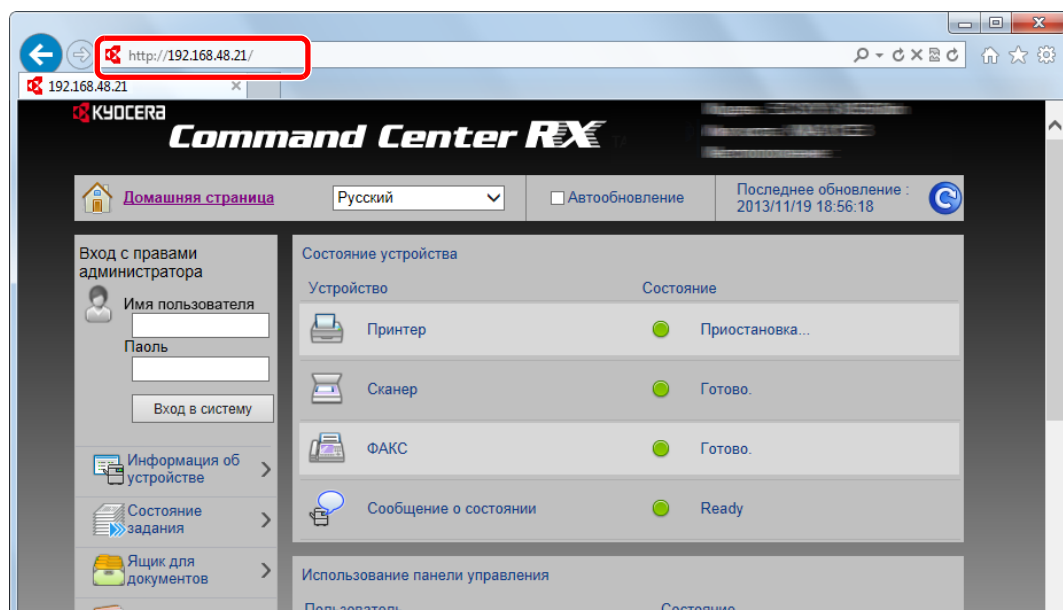 http://192.168.48.21/
192.168.48.21
KYOCERA
Command Center RX
Домашняя страница
Русский
Автообновление
Последнее обновление :
2013/11/19 18:56:18
Вход с правами
администратора
Имя пользователя
Паоль
Вход в систему
Информация об
устройстве
Состояние
задания
Ящик для
документов
Состояние устройства
Устройство Состояние
Принтер Приостановка...
Сканер Готово.
ФАКС Готово.
Сообщение о состоянии Ready
Использование панели управления
Пользователь Состояние